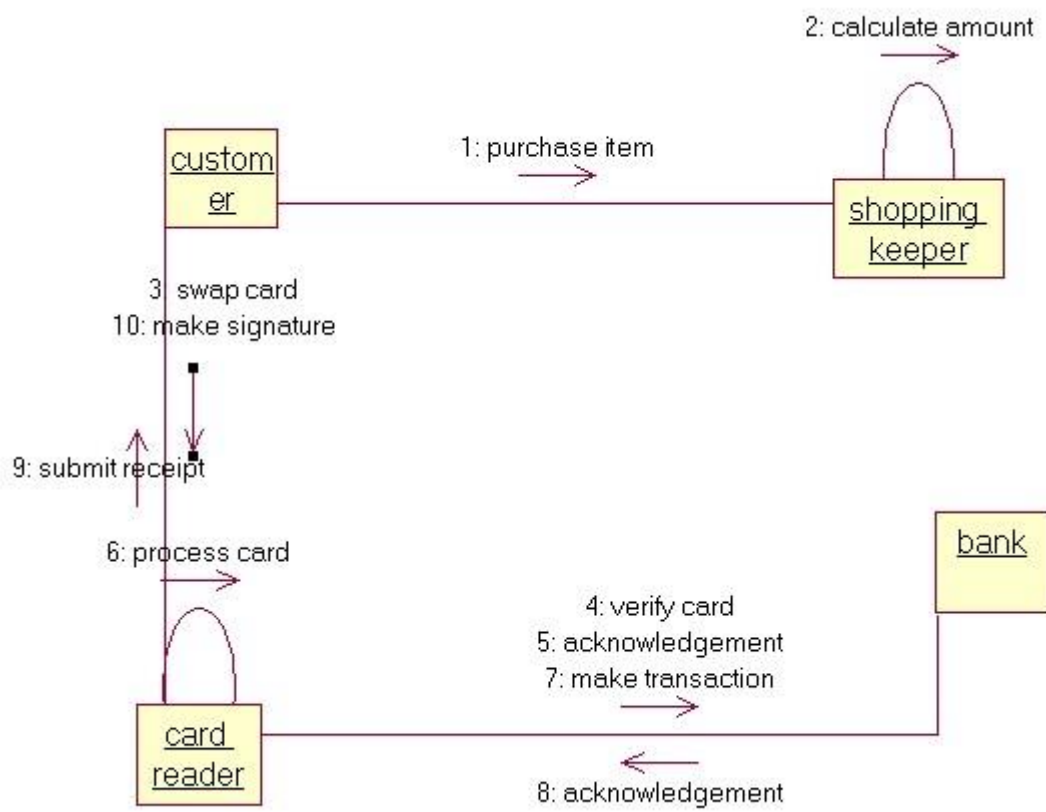 2: calculate amount
1: purchase item
custom
er
shopping
keeper
3: swap card
10: make signature
9: submit receipt
6: process card
bank
4: verify card
5: acknowledgement
7: make transaction
card
reader
8: acknowledgement